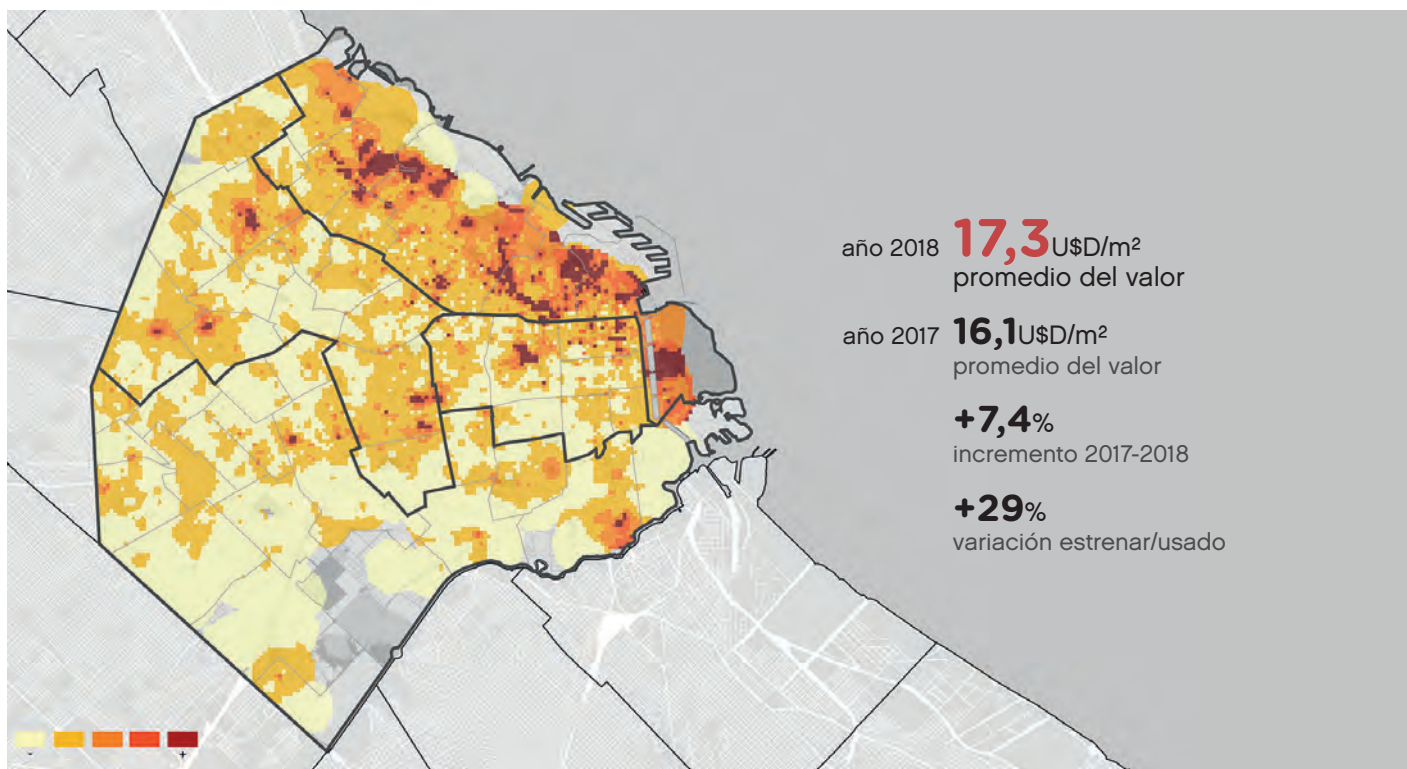 año 2018 17,3U$D/m²
promedio del valor
año 2017 16,1U$D/m²
promedio del valor
+7,4%
incremento 2017-2018
+29%
variación estrenar/usado
- +